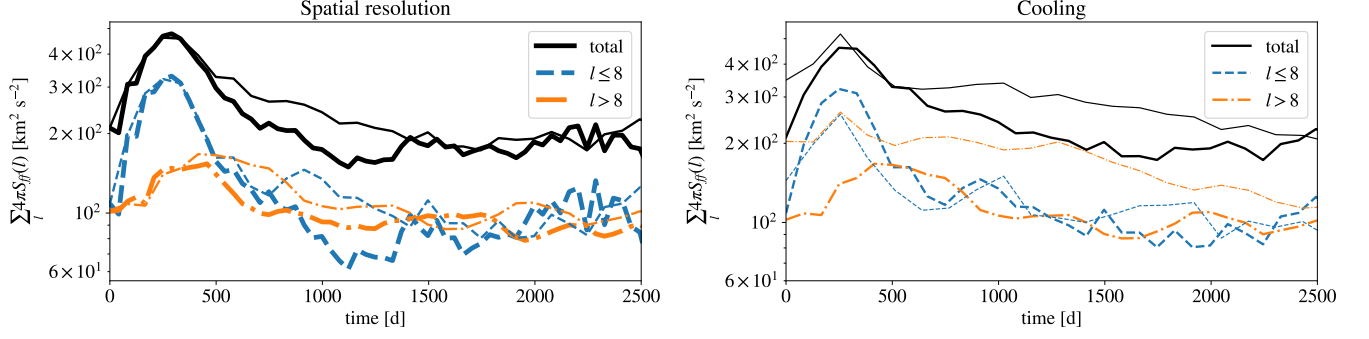 Spatial resolution
∑_l 4πS_ff(l) [km² s⁻²]
4 × 10²
3 × 10²
2 × 10²
10²
6 × 10¹
total
l ≤ 8
l > 8
0 500 1000 1500 2000 2500
time [d]
Cooling
∑_l 4πS_ff(l) [km² s⁻²]
4 × 10²
3 × 10²
2 × 10²
10²
6 × 10¹
total
l ≤ 8
l > 8
0 500 1000 1500 2000 2500
time [d]